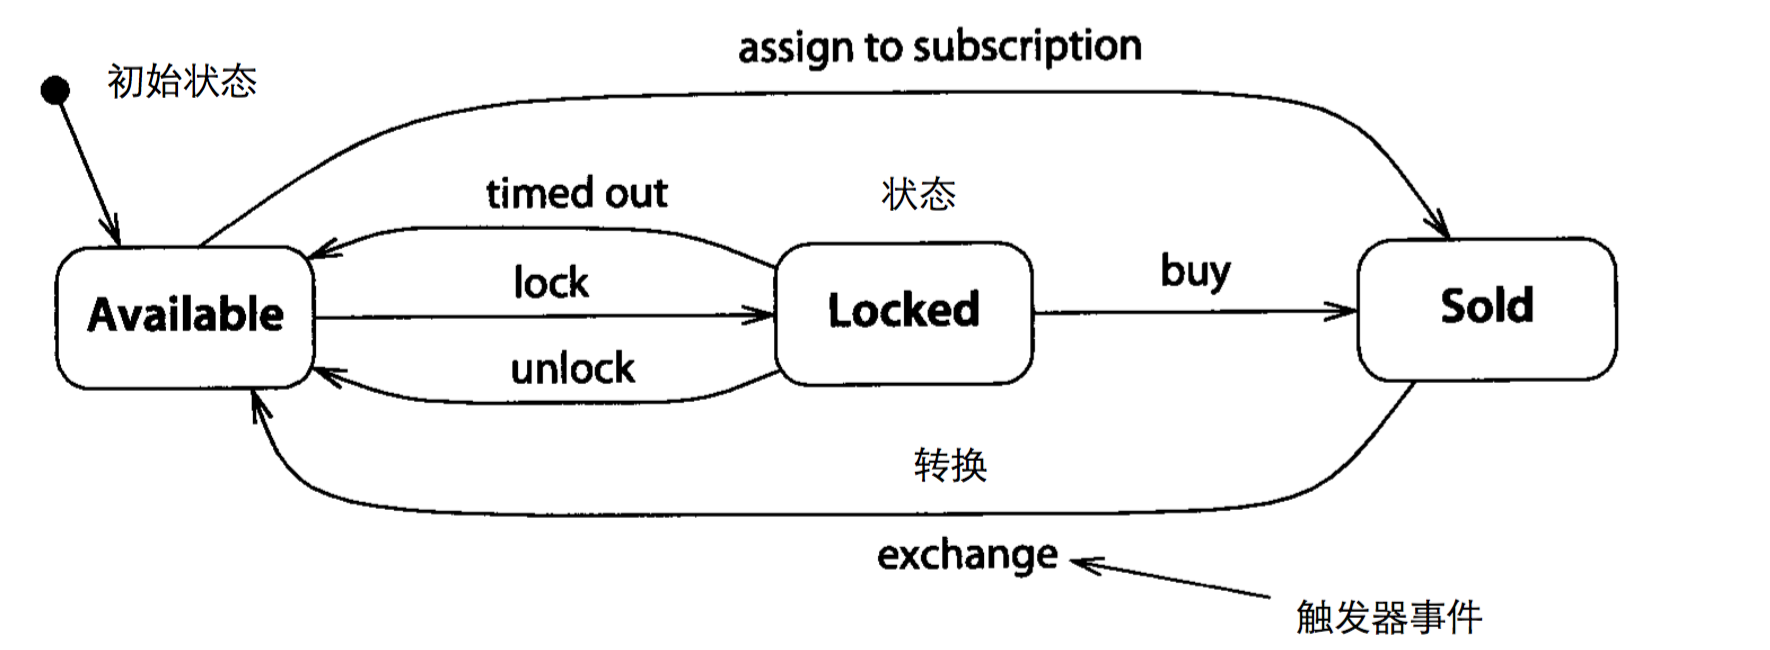 assign to subscription
初始状态
timed out
状态
lock
buy
Available
Locked
Sold
unlock
转换
exchange
触发器事件